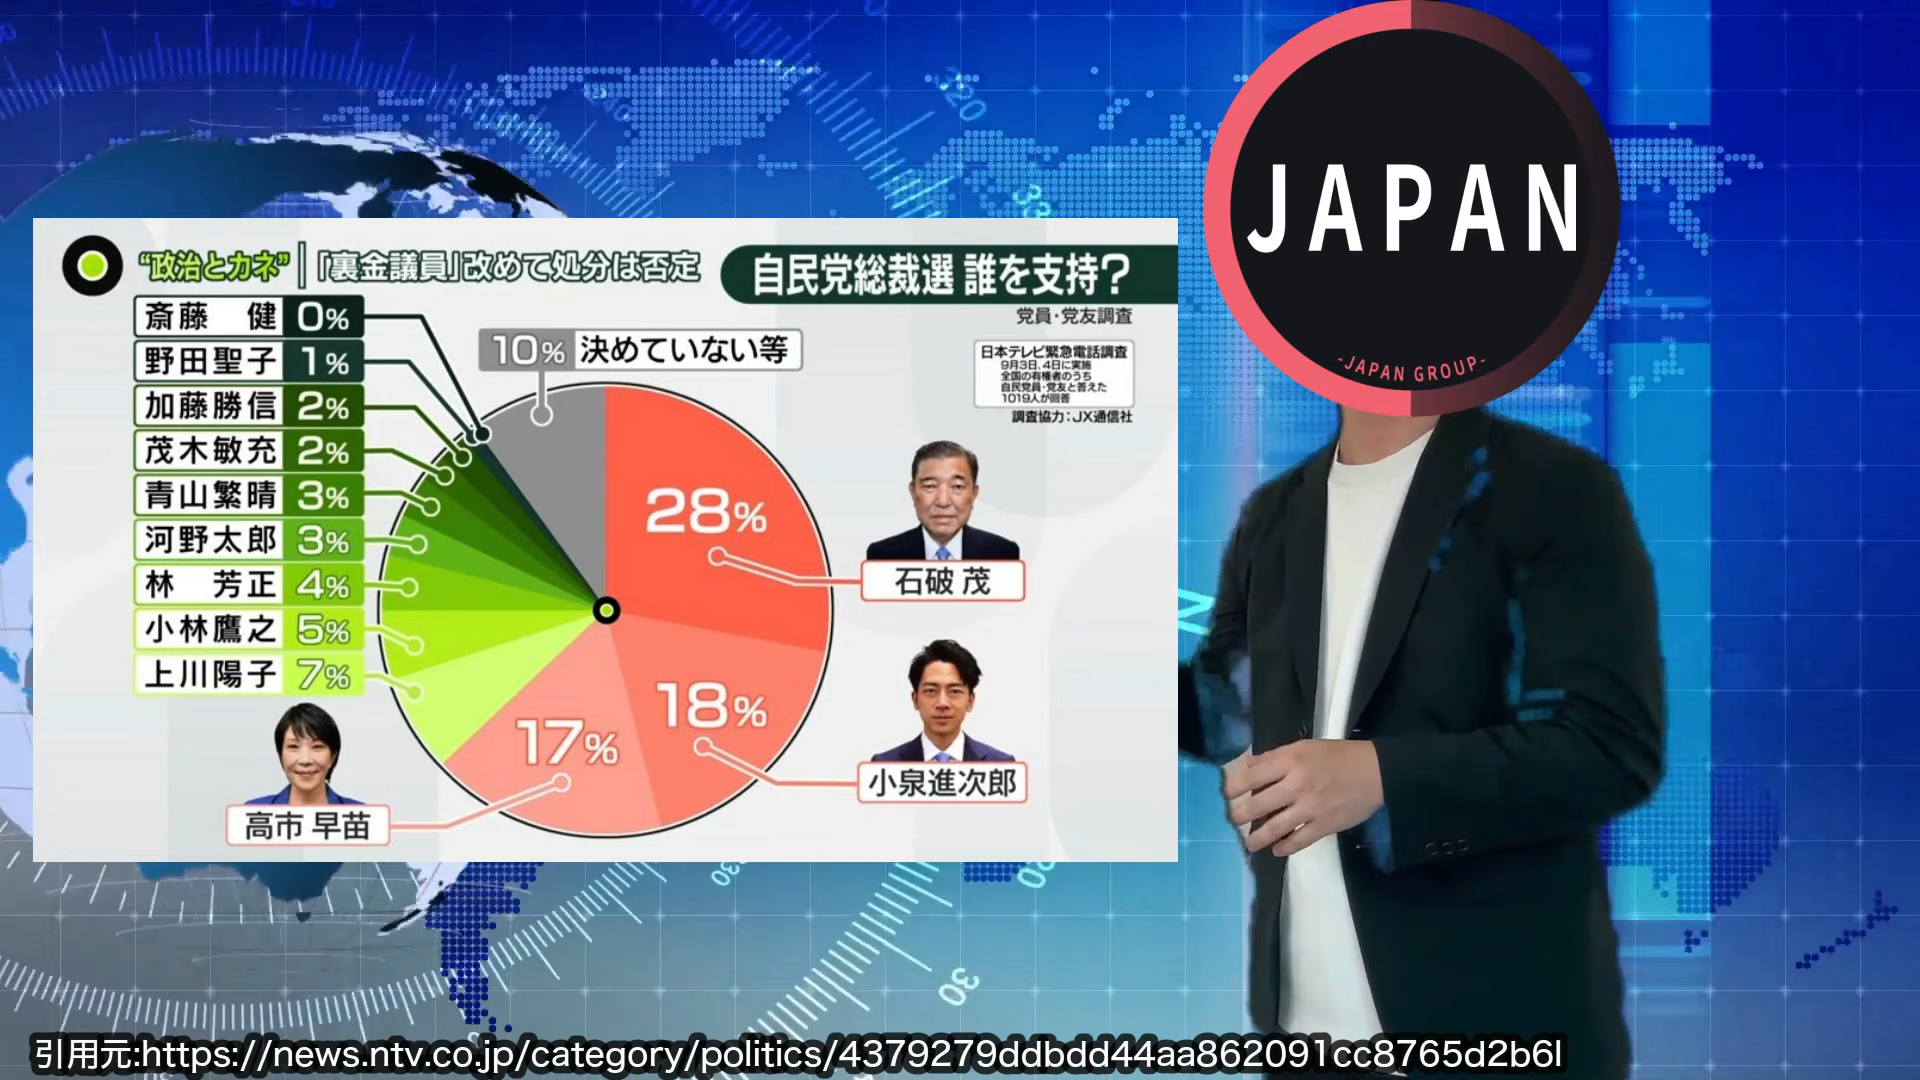 JAPAN
-JAPAN GROUP-
“政治とカネ”│「裏金議員」改めて処分は否定
自民党総裁選 誰を支持？
党員・党友調査
日本テレビ緊急電話調査
9月3日、4日に実施
全国の有権者のうち
自民党員・党友と答えた
1019人が回答
調査協力：JX通信社
斎藤 健 0%
野田聖子 1%
加藤勝信 2%
茂木敏充 2%
青山繁晴 3%
河野太郎 3%
林 芳正 4%
小林鷹之 5%
上川陽子 7%
10% 決めていない等
28%
石破 茂
18%
小泉進次郎
17%
高市 早苗
320
240
30
30
30
30
引用元:https://news.ntv.co.jp/category/politics/4379279ddbdd44aa862091cc8765d2b6l